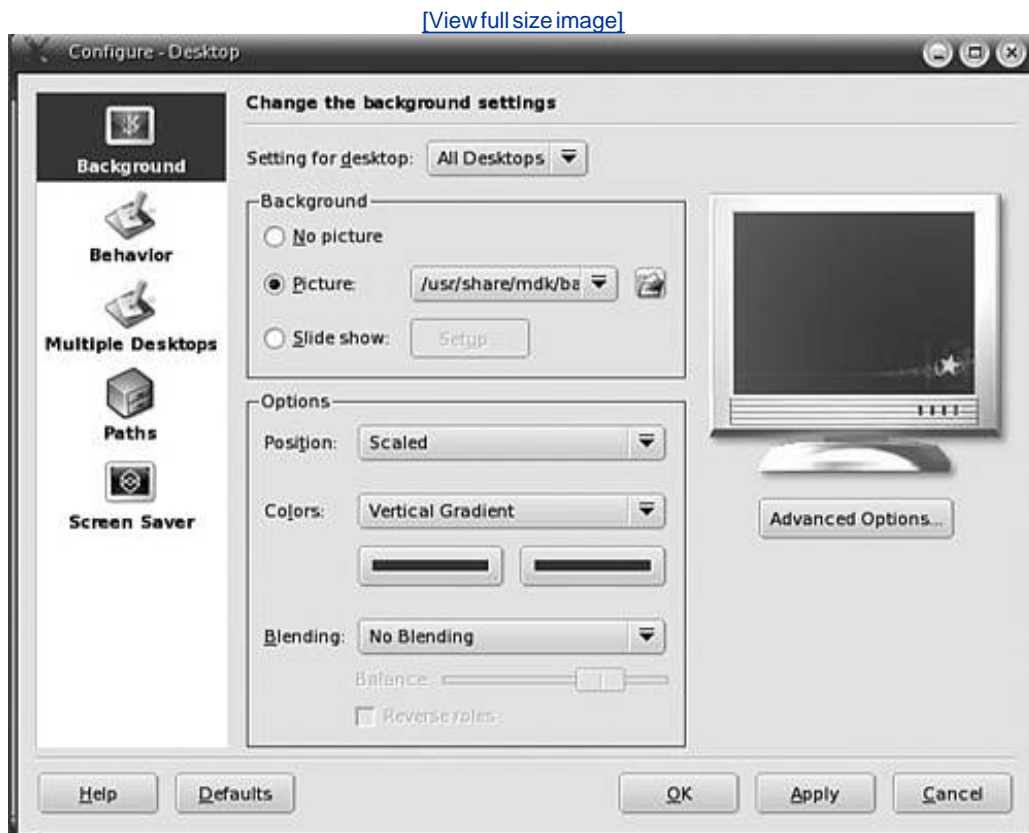 [View full size image]
Configure - Desktop
Background
Behavior
Multiple Desktops
Paths
Screen Saver
Change the background settings
Setting for desktop: All Desktops
Background
No picture
Picture: /usr/share/mdk/ba
Slide show: Setup...
Options
Position: Scaled
Colors: Vertical Gradient
Blending: No Blending
Balance:
Reverse roles
Advanced Options...
Help Defaults OK Apply Cancel